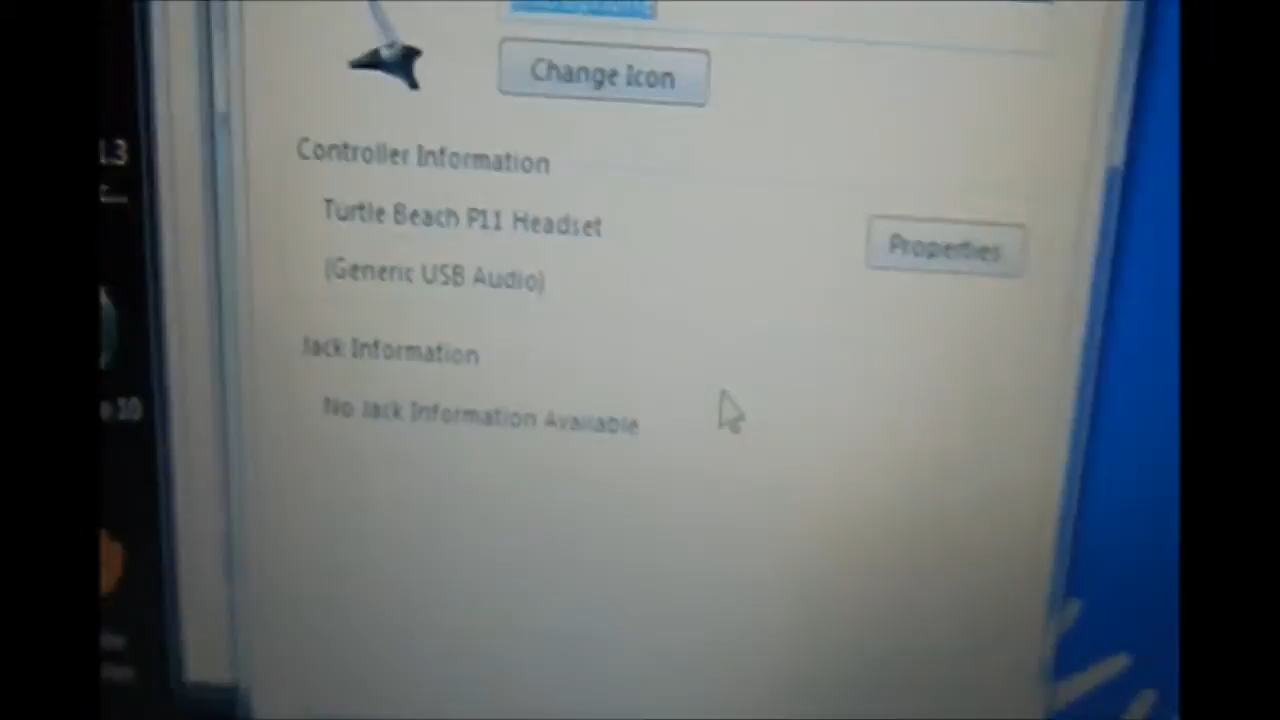 Change Icon
Controller Information
Turtle Beach P11 Headset
Properties
(Generic USB Audio)
Jack Information
No Jack Information Available